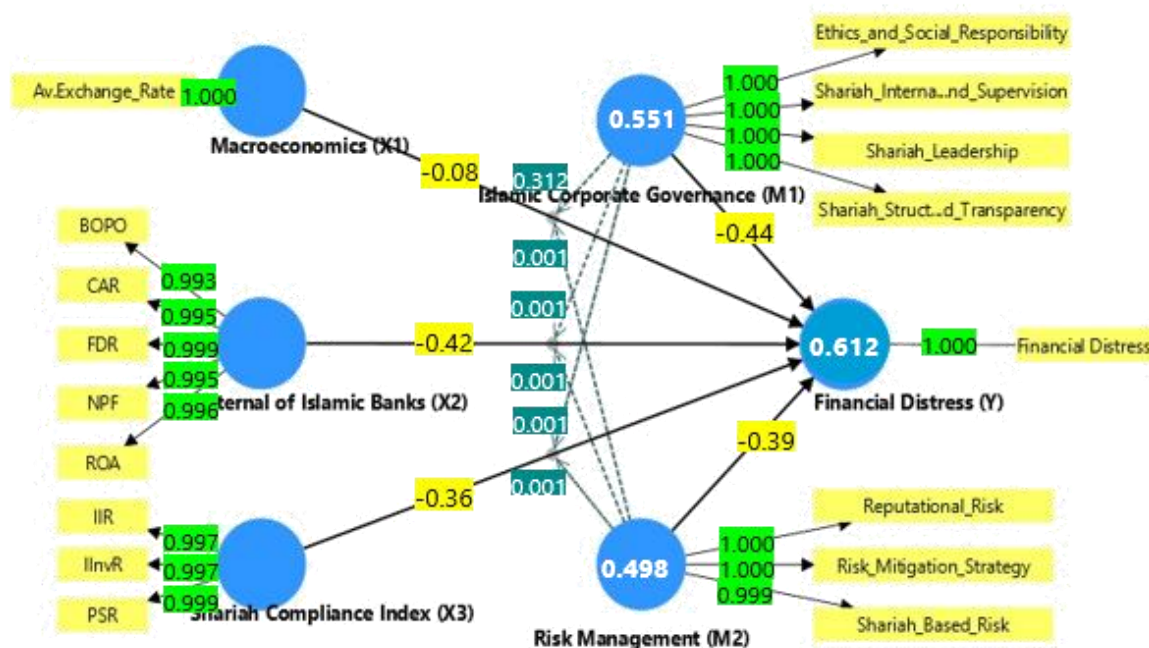 Av.Exchange_Rate
1.000
Macroeconomics (X1)
-0.08
BOPO
CAR
FDR
NPF
ROA
0.993
0.995
0.999
0.995
0.996
ternal of Islamic Banks (X2)
-0.42
IIR
IInvR
PSR
0.997
0.997
0.999
Shariah Compliance Index (X3)
-0.36
0.551
Islamic Corporate Governance (M1)
1.000
1.000
1.000
1.000
Ethics_and_Social_Responsibility
Shariah_Interna...nd_Supervision
Shariah_Leadership
Shariah_Struct...d_Transparency
-0.44
0.312
0.001
0.001
0.001
0.001
0.001
0.612
Financial Distress (Y)
1.000
Financial Distress
-0.39
0.498
Risk Management (M2)
1.000
1.000
0.999
Reputational_Risk
Risk_Mitigation_Strategy
Shariah_Based_Risk